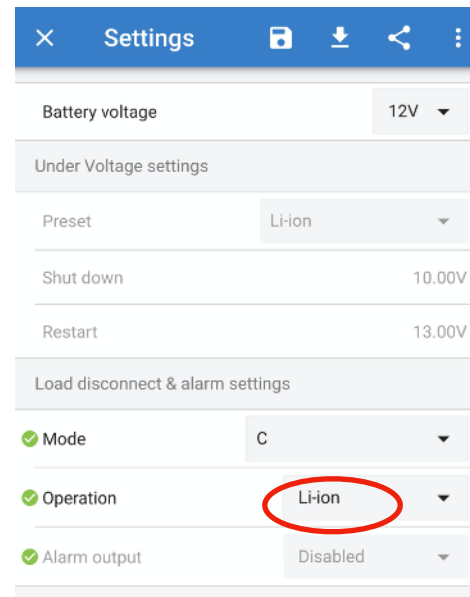 Settings
Battery voltage 12V
Under Voltage settings
Preset Li-ion
Shut down 10.00V
Restart 13.00V
Load disconnect & alarm settings
Mode C
Operation Li-ion
Alarm output Disabled